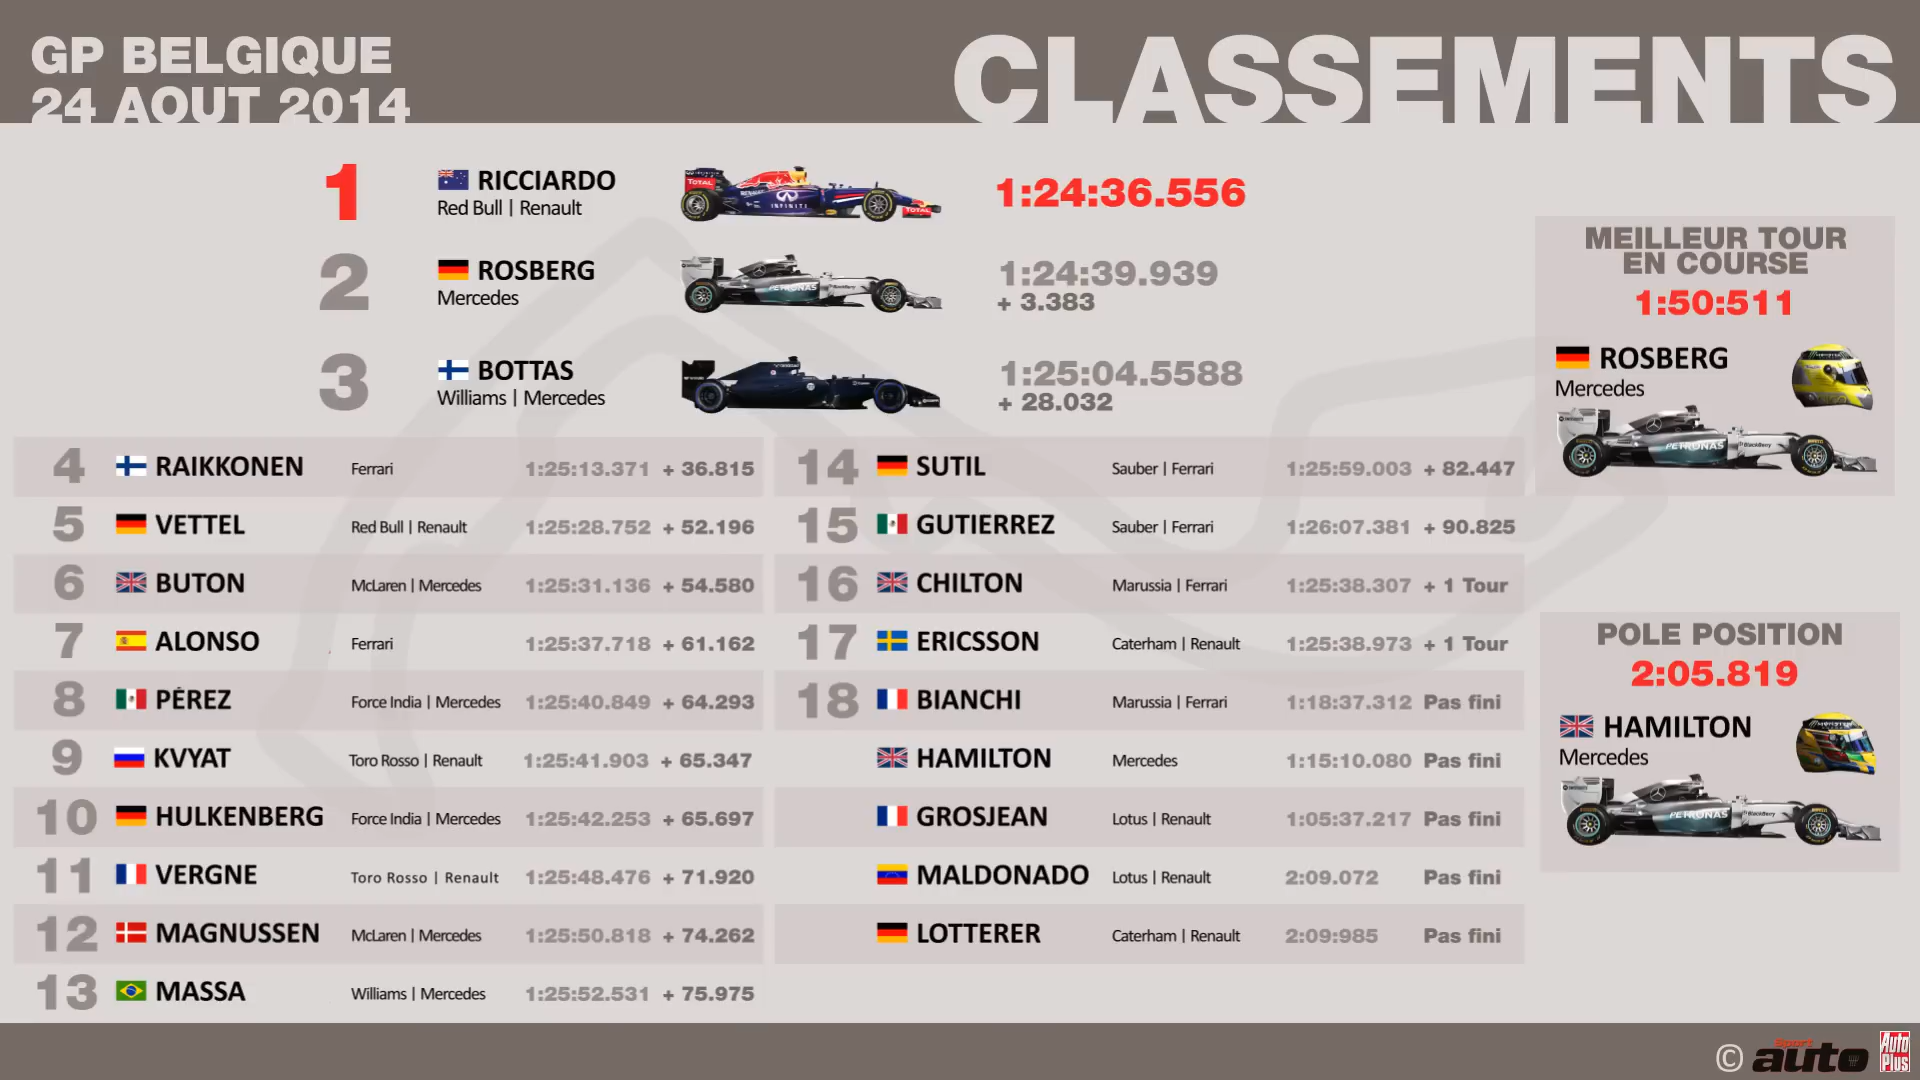 GP BELGIQUE
24 AOUT 2014
CLASSEMENTS
1 RICCIARDO 1:24:36.556
Red Bull | Renault
2 ROSBERG 1:24:39.939
Mercedes + 3.383
3 BOTTAS 1:25:04.5588
Williams | Mercedes + 28.032
4 RAIKKONEN Ferrari 1:25:13.371 + 36.815
5 VETTEL Red Bull | Renault 1:25:28.752 + 52.196
6 BUTON McLaren | Mercedes 1:25:31.136 + 54.580
7 ALONSO Ferrari 1:25:37.718 + 61.162
8 PÉREZ Force India | Mercedes 1:25:40.849 + 64.293
9 KVYAT Toro Rosso | Renault 1:25:41.903 + 65.347
10 HULKENBERG Force India | Mercedes 1:25:42.253 + 65.697
11 VERGNE Toro Rosso | Renault 1:25:48.476 + 71.920
12 MAGNUSSEN McLaren | Mercedes 1:25:50.818 + 74.262
13 MASSA Williams | Mercedes 1:25:52.531 + 75.975
14 SUTIL Sauber | Ferrari 1:25:59.003 + 82.447
15 GUTIERREZ Sauber | Ferrari 1:26:07.381 + 90.825
16 CHILTON Marussia | Ferrari 1:25:38.307 + 1 Tour
17 ERICSSON Caterham | Renault 1:25:38.973 + 1 Tour
18 BIANCHI Marussia | Ferrari 1:18:37.312 Pas fini
HAMILTON Mercedes 1:15:10.080 Pas fini
GROSJEAN Lotus | Renault 1:05:37.217 Pas fini
MALDONADO Lotus | Renault 2:09.072 Pas fini
LOTTERER Caterham | Renault 2:09:985 Pas fini
MEILLEUR TOUR
EN COURSE
1:50:511
ROSBERG
Mercedes
PETRONAS BlackBerry
POLE POSITION
2:05.819
HAMILTON
Mercedes
PETRONAS BlackBerry
TOTAL
INFINITI
TOTAL
PETRONAS BlackBerry
© Sport auto Auto Plus